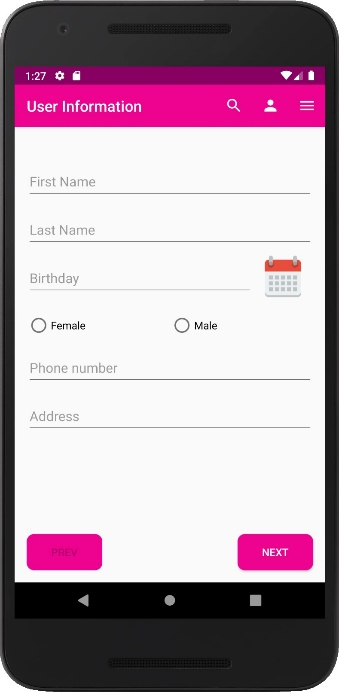 1:27
User Information
First Name
Last Name
Birthday
Female
Male
Phone number
Address
PREV
NEXT